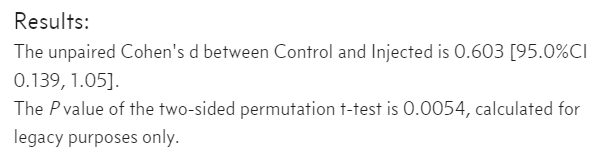 Results:
The unpaired Cohen's d between Control and Injected is 0.603 [95.0%CI
0.139, 1.05].
The P value of the two-sided permutation t-test is 0.0054, calculated for
legacy purposes only.